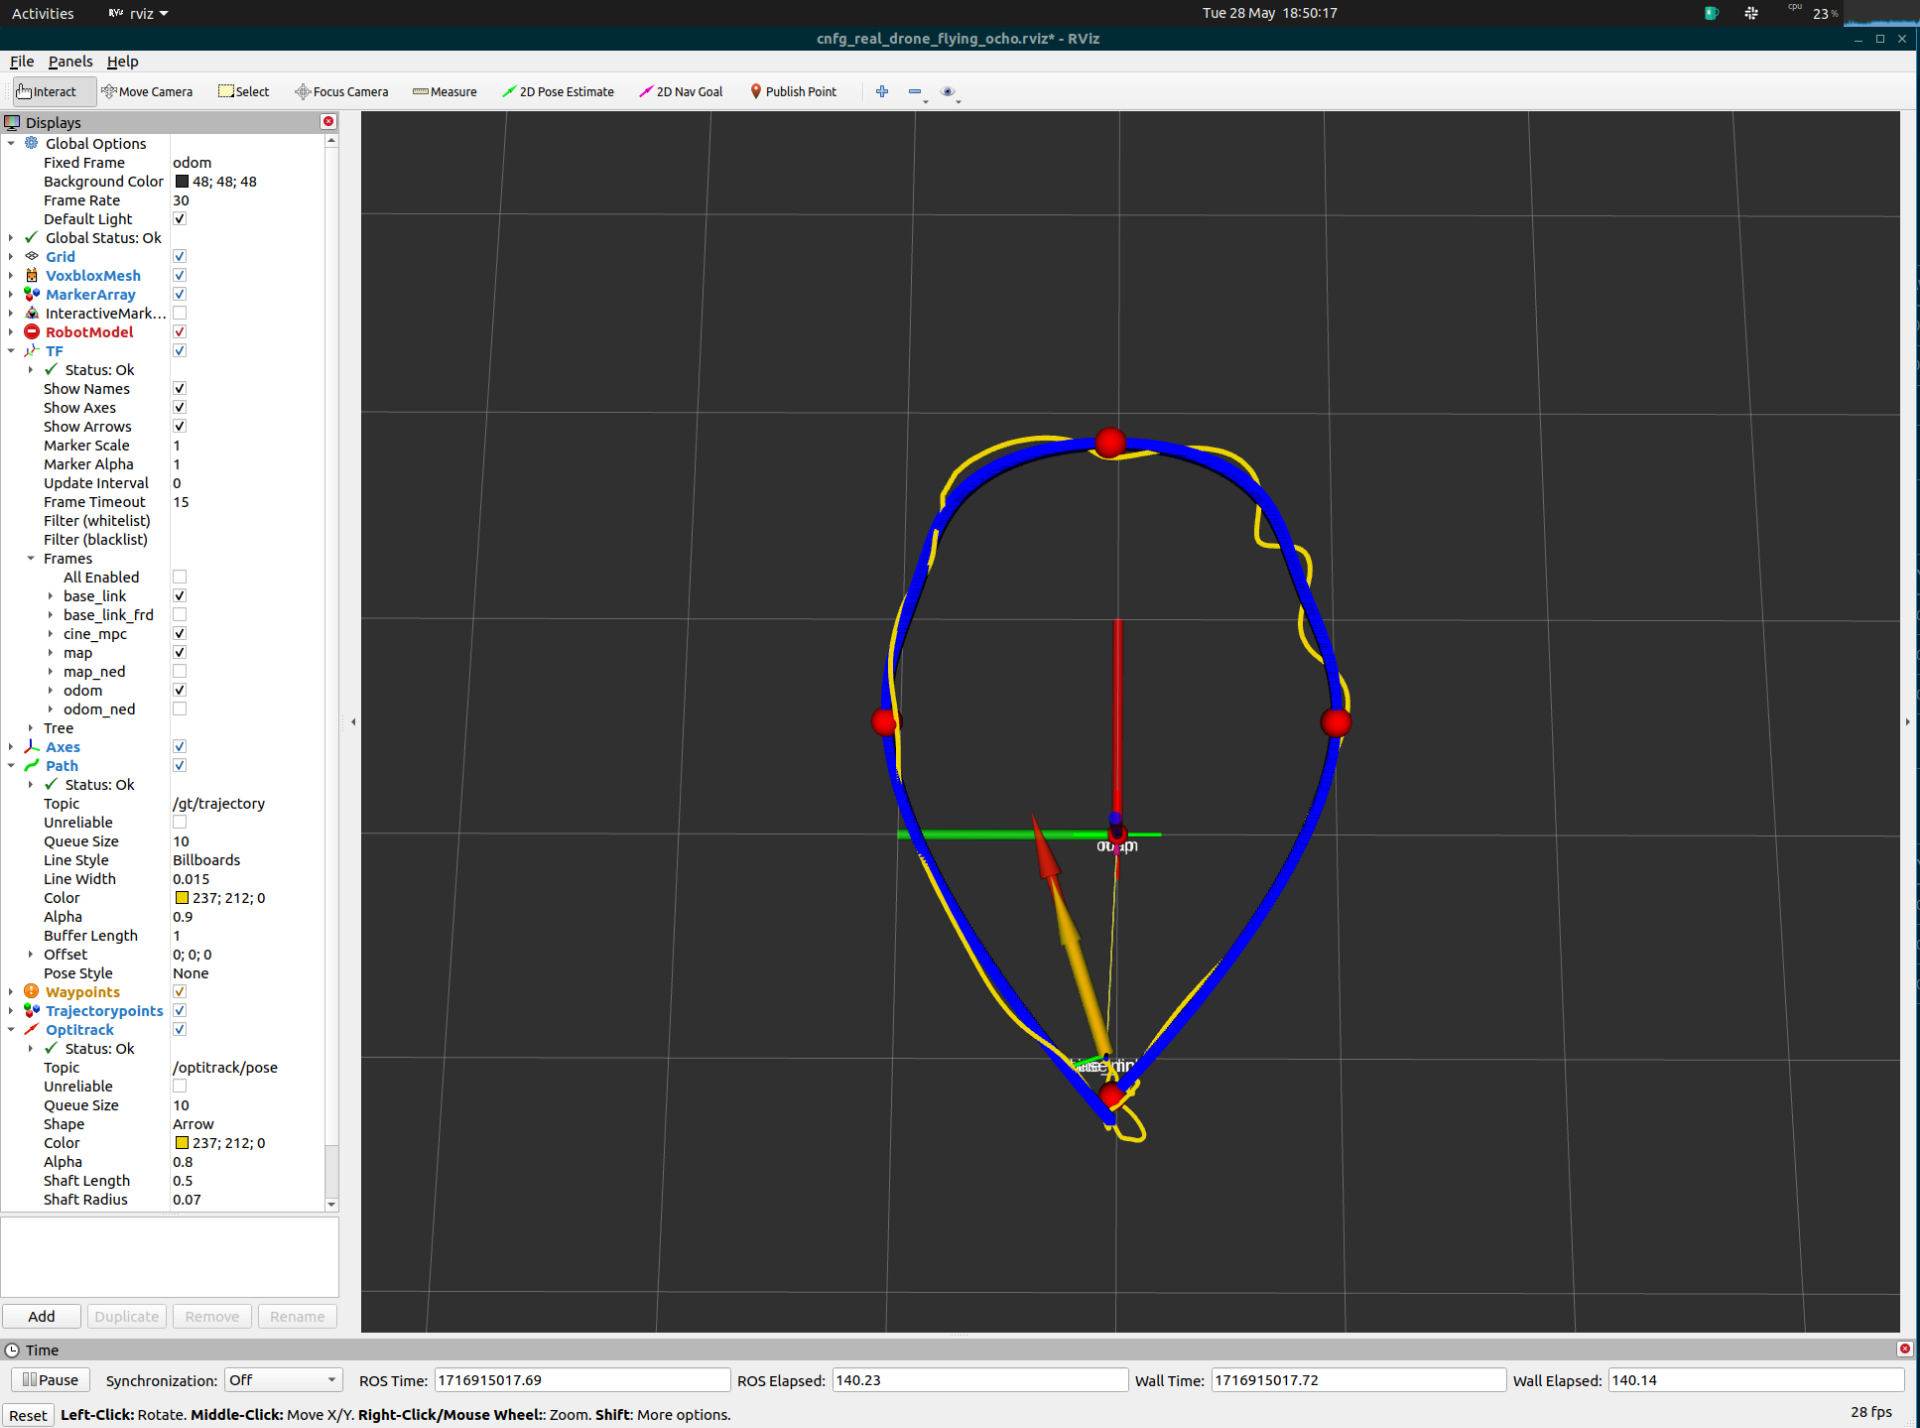 Activities RViz rviz Tue 28 May 18:50:17 cpu 23%
cnfg_real_drone_flying_ocho.rviz* - RViz
File Panels Help
Interact Move Camera Select Focus Camera Measure 2D Pose Estimate 2D Nav Goal Publish Point
Displays
Global Options
Fixed Frame odom
Background Color 48; 48; 48
Frame Rate 30
Default Light
Global Status: Ok
Grid
VoxbloxMesh
MarkerArray
InteractiveMark...
RobotModel
TF
Status: Ok
Show Names
Show Axes
Show Arrows
Marker Scale 1
Marker Alpha 1
Update Interval 0
Frame Timeout 15
Filter (whitelist)
Filter (blacklist)
Frames
All Enabled
base_link
base_link_frd
cine_mpc
map
map_ned
odom
odom_ned
Tree
Axes
Path
Status: Ok
Topic /gt/trajectory
Unreliable
Queue Size 10
Line Style Billboards
Line Width 0.015
Color 237; 212; 0
Alpha 0.9
Buffer Length 1
Offset 0; 0; 0
Pose Style None
Waypoints
Trajectorypoints
Optitrack
Status: Ok
Topic /optitrack/pose
Unreliable
Queue Size 10
Shape Arrow
Color 237; 212; 0
Alpha 0.8
Shaft Length 0.5
Shaft Radius 0.07
Add Duplicate Remove Rename
Time
Pause Synchronization: Off ROS Time: 1716915017.69 ROS Elapsed: 140.23 Wall Time: 1716915017.72 Wall Elapsed: 140.14
Reset Left-Click: Rotate. Middle-Click: Move X/Y. Right-Click/Mouse Wheel:: Zoom. Shift: More options. 28 fps